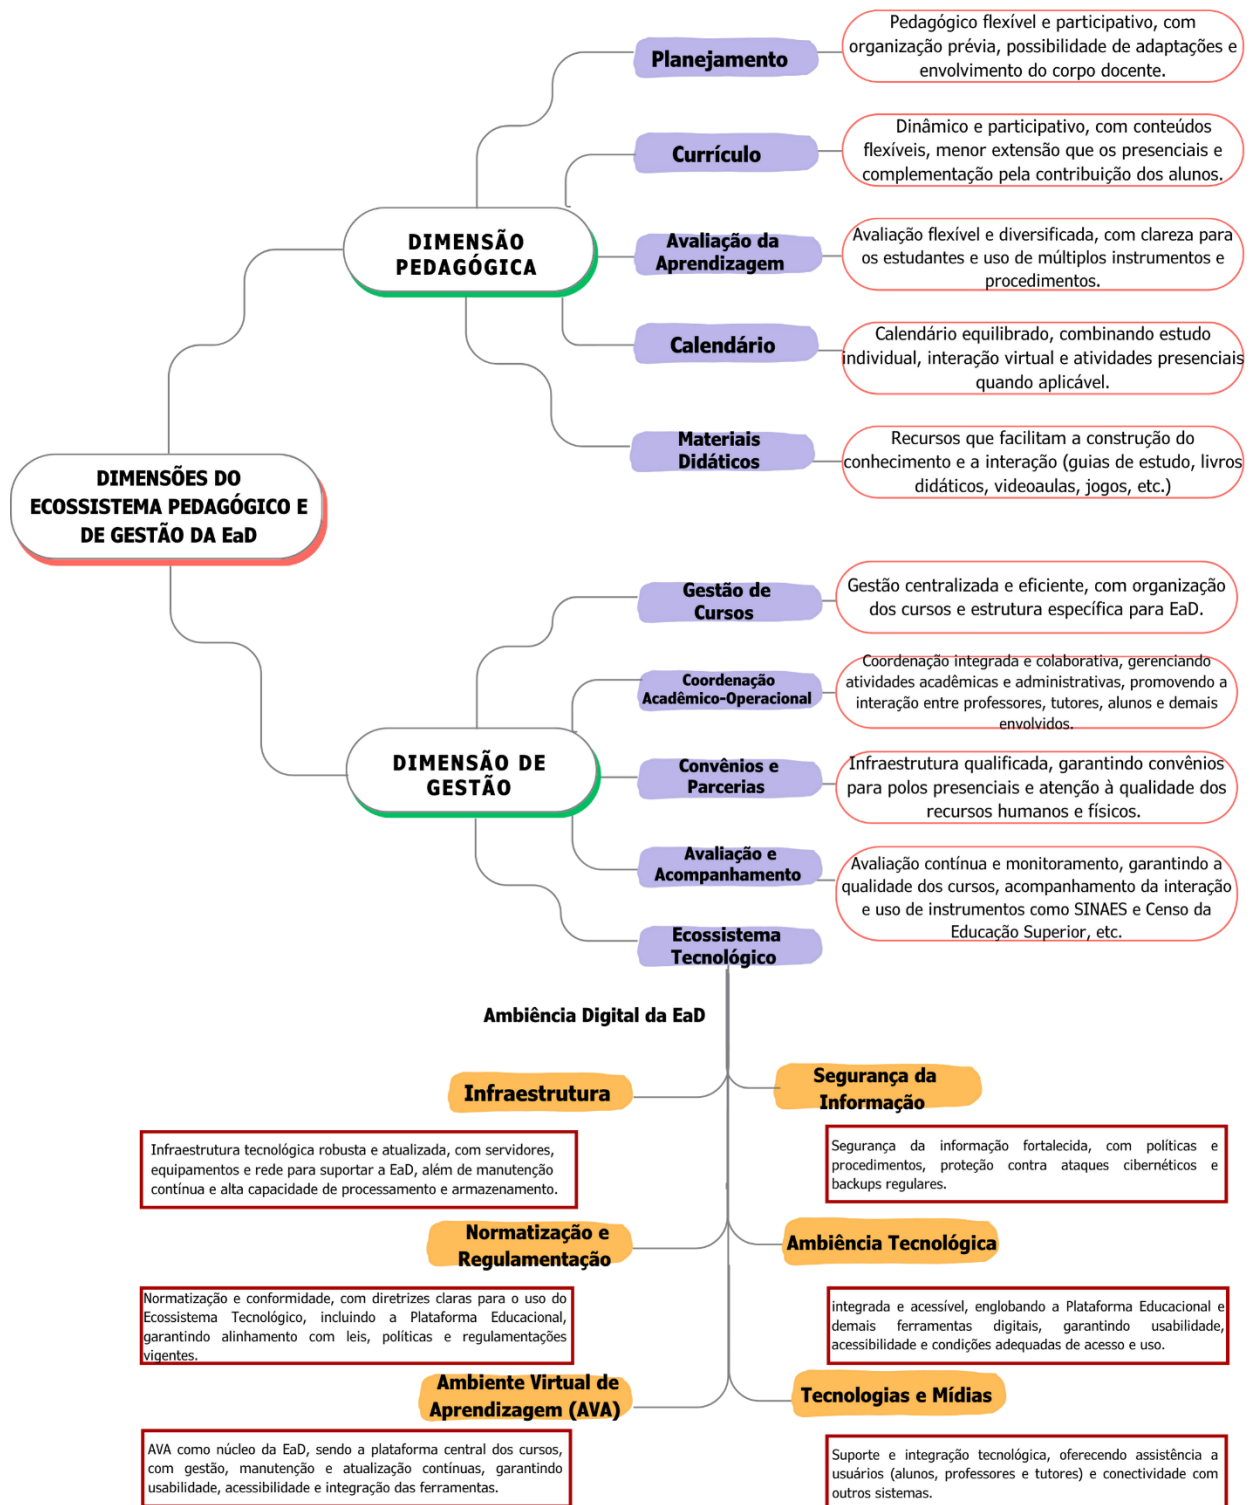 Planejamento
Pedagógico flexível e participativo, com
organização prévia, possibilidade de adaptações e
envolvimento do corpo docente.
Currículo
Dinâmico e participativo, com conteúdos
flexíveis, menor extensão que os presenciais e
complementação pela contribuição dos alunos.
DIMENSÃO
PEDAGÓGICA
Avaliação da
Aprendizagem
Avaliação flexível e diversificada, com clareza para
os estudantes e uso de múltiplos instrumentos e
procedimentos.
Calendário
Calendário equilibrado, combinando estudo
individual, interação virtual e atividades presenciais
quando aplicável.
Materiais
Didáticos
Recursos que facilitam a construção do
conhecimento e a interação (guias de estudo, livros
didáticos, videoaulas, jogos, etc.)
DIMENSÕES DO
ECOSSISTEMA PEDAGÓGICO E
DE GESTÃO DA EaD
Gestão de
Cursos
Gestão centralizada e eficiente, com organização
dos cursos e estrutura específica para EaD.
Coordenação
Acadêmico-Operacional
Coordenação integrada e colaborativa, gerenciando
atividades acadêmicas e administrativas, promovendo a
interação entre professores, tutores, alunos e demais
envolvidos.
DIMENSÃO DE
GESTÃO
Convênios e
Parcerias
Infraestrutura qualificada, garantindo convênios
para polos presenciais e atenção à qualidade dos
recursos humanos e físicos.
Avaliação e
Acompanhamento
Avaliação contínua e monitoramento, garantindo a
qualidade dos cursos, acompanhamento da interação
e uso de instrumentos como SINAES e Censo da
Educação Superior, etc.
Ecossistema
Tecnológico
Ambiência Digital da EaD
Infraestrutura
Infraestrutura tecnológica robusta e atualizada, com servidores,
equipamentos e rede para suportar a EaD, além de manutenção
contínua e alta capacidade de processamento e armazenamento.
Segurança da
Informação
Segurança da informação fortalecida, com políticas e
procedimentos, proteção contra ataques cibernéticos e
backups regulares.
Normatização e
Regulamentação
Normatização e conformidade, com diretrizes claras para o uso do
Ecossistema Tecnológico, incluindo a Plataforma Educacional,
garantindo alinhamento com leis, políticas e regulamentações
vigentes.
Ambiência Tecnológica
integrada e acessível, englobando a Plataforma Educacional e
demais ferramentas digitais, garantindo usabilidade,
acessibilidade e condições adequadas de acesso e uso.
Ambiente Virtual de
Aprendizagem (AVA)
AVA como núcleo da EaD, sendo a plataforma central dos cursos,
com gestão, manutenção e atualização contínuas, garantindo
usabilidade, acessibilidade e integração das ferramentas.
Tecnologias e Mídias
Suporte e integração tecnológica, oferecendo assistência a
usuários (alunos, professores e tutores) e conectividade com
outros sistemas.